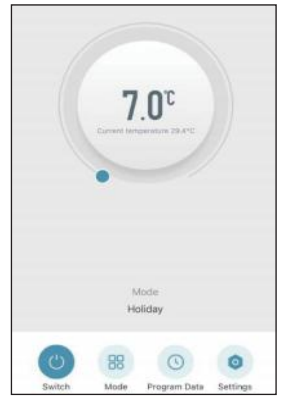 7.0℃
Current temperature 29.4°C
Mode
Holiday
Switch Mode Program Data Settings